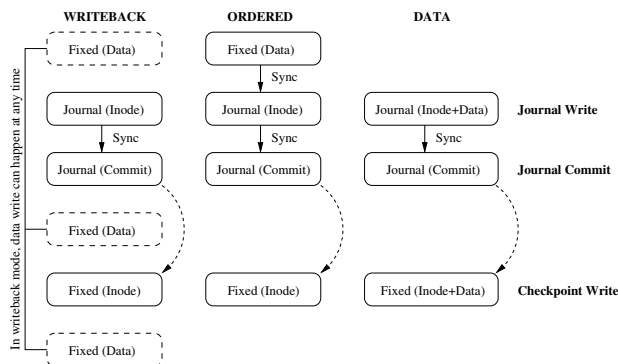 WRITEBACK ORDERED DATA
Fixed (Data) Fixed (Data)
Sync
Journal (Inode) Journal (Inode) Journal (Inode+Data) Journal Write
Sync Sync Sync
Journal (Commit) Journal (Commit) Journal (Commit) Journal Commit
Fixed (Data)
Fixed (Inode) Fixed (Inode) Fixed (Inode+Data) Checkpoint Write
Fixed (Data)
In writeback mode, data write can happen at any time